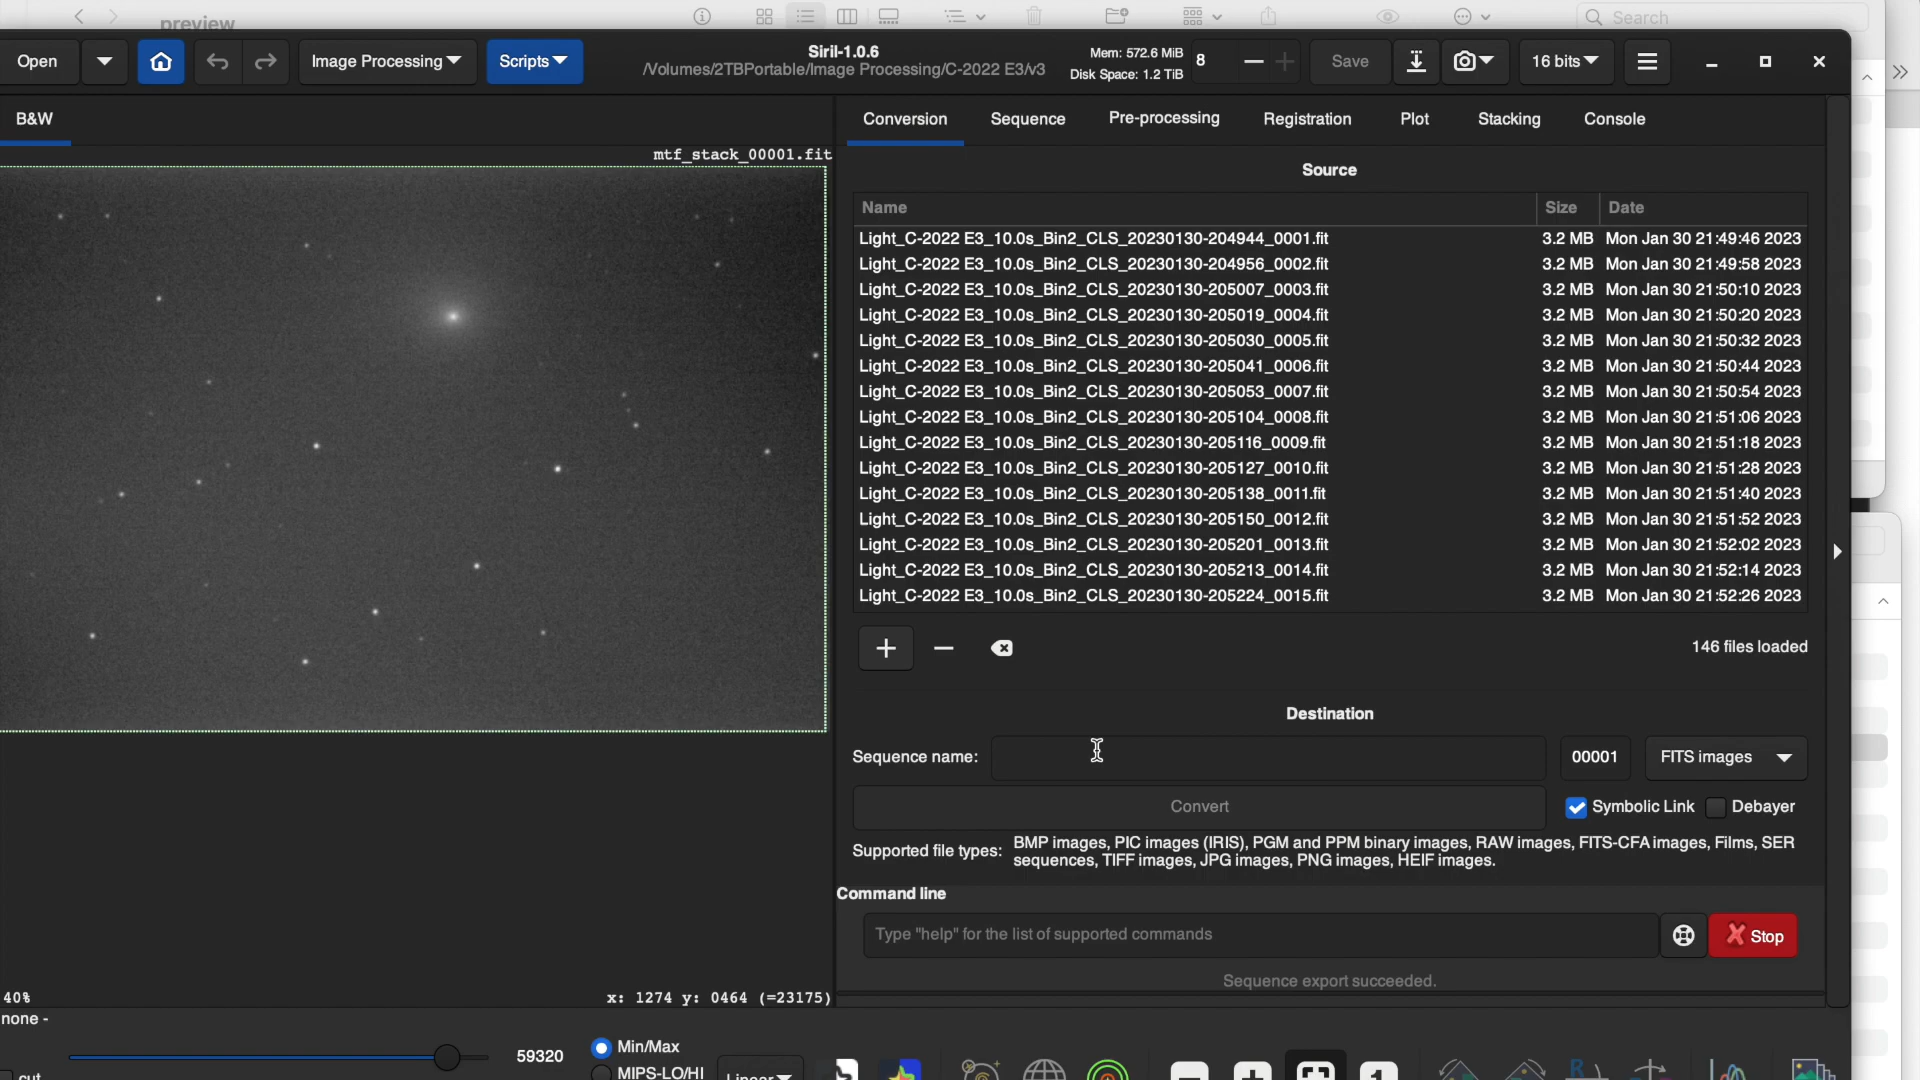 preview
Search
Open
Image Processing
Scripts
Siril-1.0.6
/Volumes/2TBPortable/Image Processing/C-2022 E3/v3
Mem: 572.6 MiB
Disk Space: 1.2 TiB
8
Save
16 bits
B&W
Conversion
Sequence
Pre-processing
Registration
Plot
Stacking
Console
mtf_stack_00001.fit
Source
Name Size Date
Light_C-2022 E3_10.0s_Bin2_CLS_20230130-204944_0001.fit 3.2 MB Mon Jan 30 21:49:46 2023
Light_C-2022 E3_10.0s_Bin2_CLS_20230130-204956_0002.fit 3.2 MB Mon Jan 30 21:49:58 2023
Light_C-2022 E3_10.0s_Bin2_CLS_20230130-205007_0003.fit 3.2 MB Mon Jan 30 21:50:10 2023
Light_C-2022 E3_10.0s_Bin2_CLS_20230130-205019_0004.fit 3.2 MB Mon Jan 30 21:50:20 2023
Light_C-2022 E3_10.0s_Bin2_CLS_20230130-205030_0005.fit 3.2 MB Mon Jan 30 21:50:32 2023
Light_C-2022 E3_10.0s_Bin2_CLS_20230130-205041_0006.fit 3.2 MB Mon Jan 30 21:50:44 2023
Light_C-2022 E3_10.0s_Bin2_CLS_20230130-205053_0007.fit 3.2 MB Mon Jan 30 21:50:54 2023
Light_C-2022 E3_10.0s_Bin2_CLS_20230130-205104_0008.fit 3.2 MB Mon Jan 30 21:51:06 2023
Light_C-2022 E3_10.0s_Bin2_CLS_20230130-205116_0009.fit 3.2 MB Mon Jan 30 21:51:18 2023
Light_C-2022 E3_10.0s_Bin2_CLS_20230130-205127_0010.fit 3.2 MB Mon Jan 30 21:51:28 2023
Light_C-2022 E3_10.0s_Bin2_CLS_20230130-205138_0011.fit 3.2 MB Mon Jan 30 21:51:40 2023
Light_C-2022 E3_10.0s_Bin2_CLS_20230130-205150_0012.fit 3.2 MB Mon Jan 30 21:51:52 2023
Light_C-2022 E3_10.0s_Bin2_CLS_20230130-205201_0013.fit 3.2 MB Mon Jan 30 21:52:02 2023
Light_C-2022 E3_10.0s_Bin2_CLS_20230130-205213_0014.fit 3.2 MB Mon Jan 30 21:52:14 2023
Light_C-2022 E3_10.0s_Bin2_CLS_20230130-205224_0015.fit 3.2 MB Mon Jan 30 21:52:26 2023
146 files loaded
Destination
Sequence name:
00001
FITS images
Convert
Symbolic Link
Debayer
Supported file types:
BMP images, PIC images (IRIS), PGM and PPM binary images, RAW images, FITS-CFA images, Films, SER
sequences, TIFF images, JPG images, PNG images, HEIF images.
Command line
Type "help" for the list of supported commands
Stop
Sequence export succeeded.
40%
x: 1274 y: 0464 (=23175)
none -
59320
Min/Max
cut
MIPS-LO/HI
Linear